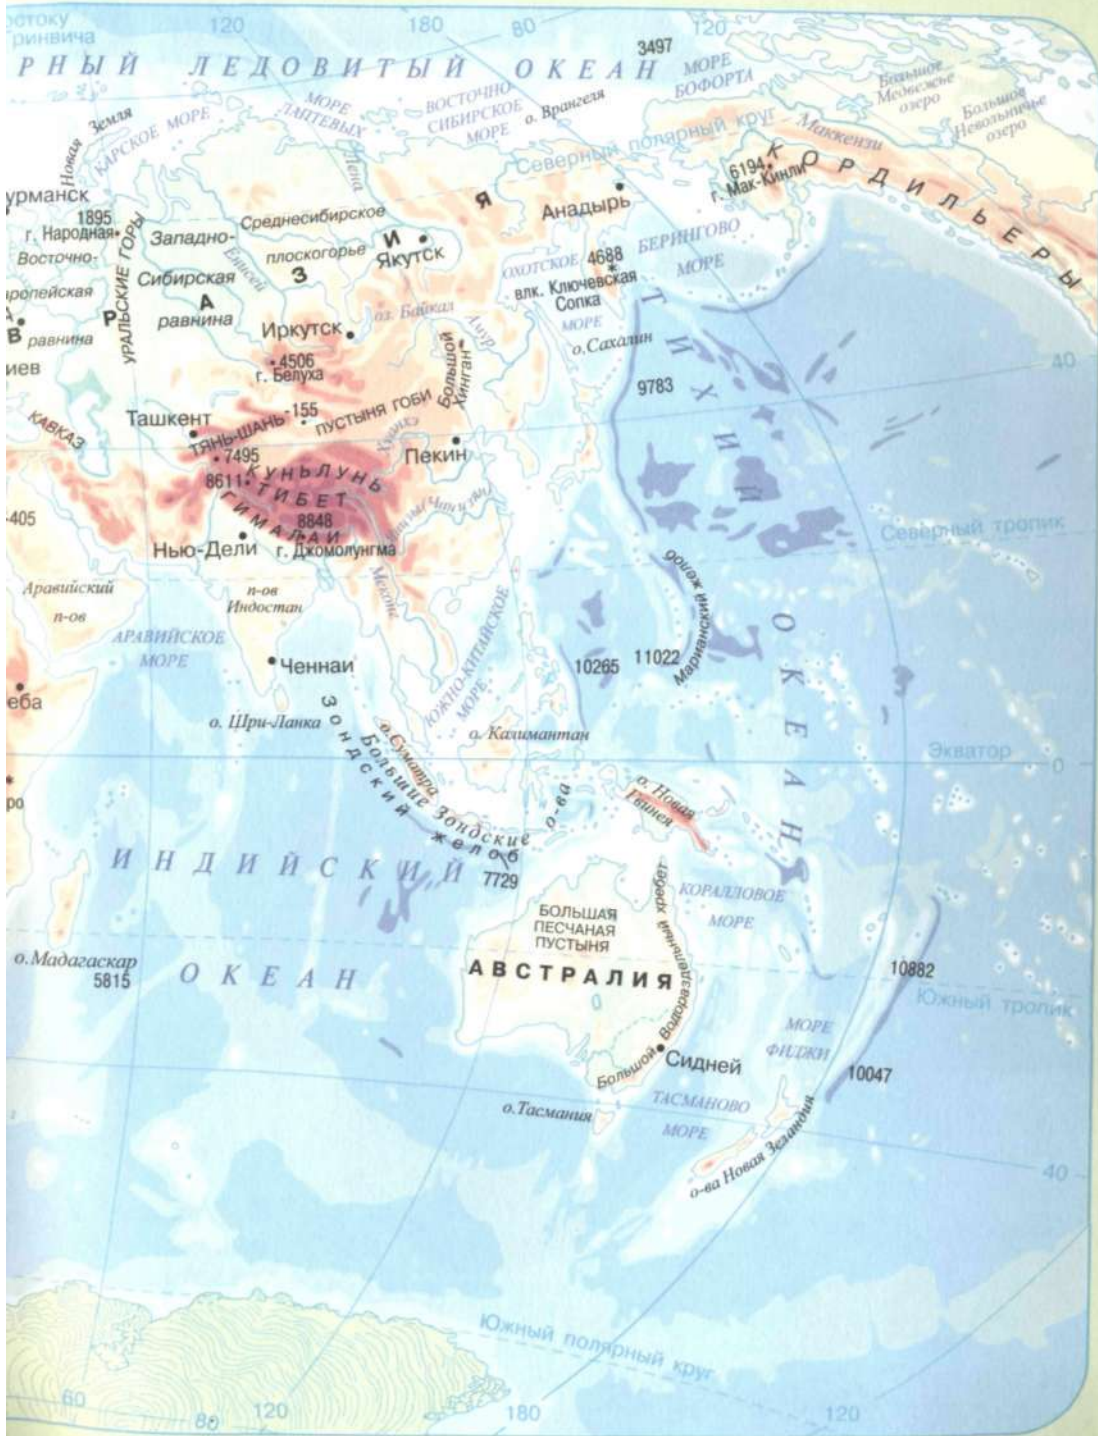 остоку
ринвича
120
180
80
120
3497
РНЫЙ ЛЕДОВИТЫЙ ОКЕАН
МОРЕ
БОФОРТА
Большое
Медвежье
озеро
Большое
Невольничье
озеро
Новая Земля
КАРСКОЕ МОРЕ
МОРЕ
ЛАПТЕВЫХ
ВОСТОЧНО-
СИБИРСКОЕ
МОРЕ
о. Врангеля
Северный полярный круг
Маккензи
Лена
6194
г. Мак-Кинли
КОРДИЛЬЕРЫ
урманск
1895
г. Народная
Восточно-
ропейская
равнина
УРАЛЬСКИЕ ГОРЫ
Западно-
Сибирская
равнина
Енисей
Среднесибирское
плоскогорье
ВРАЗИЯ
Якутск
Анадырь
БЕРИНГОВО
МОРЕ
ОХОТСКОЕ
МОРЕ
4688
влк. Ключевская
Сопка
о.Сахалин
иев
Иркутск
оз. Байкал
Амур
4506
г. Белуха
Большой
Хинган
ТИХИЙ ОКЕАН
9783
40
КАВКАЗ
Ташкент
ТЯНЬ-ШАНЬ
-155
ПУСТЫНЯ ГОБИ
7495
Хуанхэ
Пекин
8611
КУНЬЛУНЬ
ТИБЕТ
ГИМАЛАИ
8848
г. Джомолунгма
-405
Нью-Дели
Меконг
Северный тропик
Аравийский
п-ов
п-ов
Индостан
АРАВИЙСКОЕ
МОРЕ
Ченнаи
ЮЖНО-КИТАЙСКОЕ
МОРЕ
10265
11022
Марианский желоб
еба
о. Шри-Ланка
Зондский желоб
о.Суматра
Большие Зондские о-ва
о. Калимантан
Экватор
0
ро
о. Новая
Гвинея
ИНДИЙСКИЙ
7729
КОРАЛЛОВОЕ
МОРЕ
БОЛЬШАЯ
ПЕСЧАНАЯ
ПУСТЫНЯ
о.Мадагаскар
5815
ОКЕАН
АВСТРАЛИЯ
Большой Водораздельный хребет
10882
Южный тропик
МОРЕ
ФИДЖИ
Сидней
10047
о.Тасмания
ТАСМАНОВО
МОРЕ
о-ва Новая Зеландия
40
Южный полярный круг
60
80
120
180
120